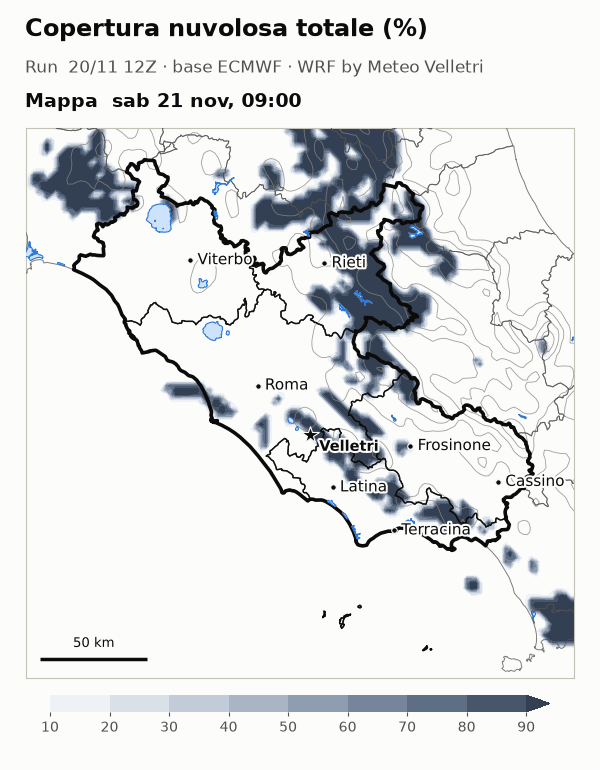 Copertura nuvolosa totale (%)
Run  20/11 12Z · base ECMWF · WRF by Meteo Velletri
Mappa  sab 21 nov, 09:00
Viterbo
Rieti
Roma
Velletri
Frosinone
Latina
Cassino
Terracina
50 km
10 20 30 40 50 60 70 80 90